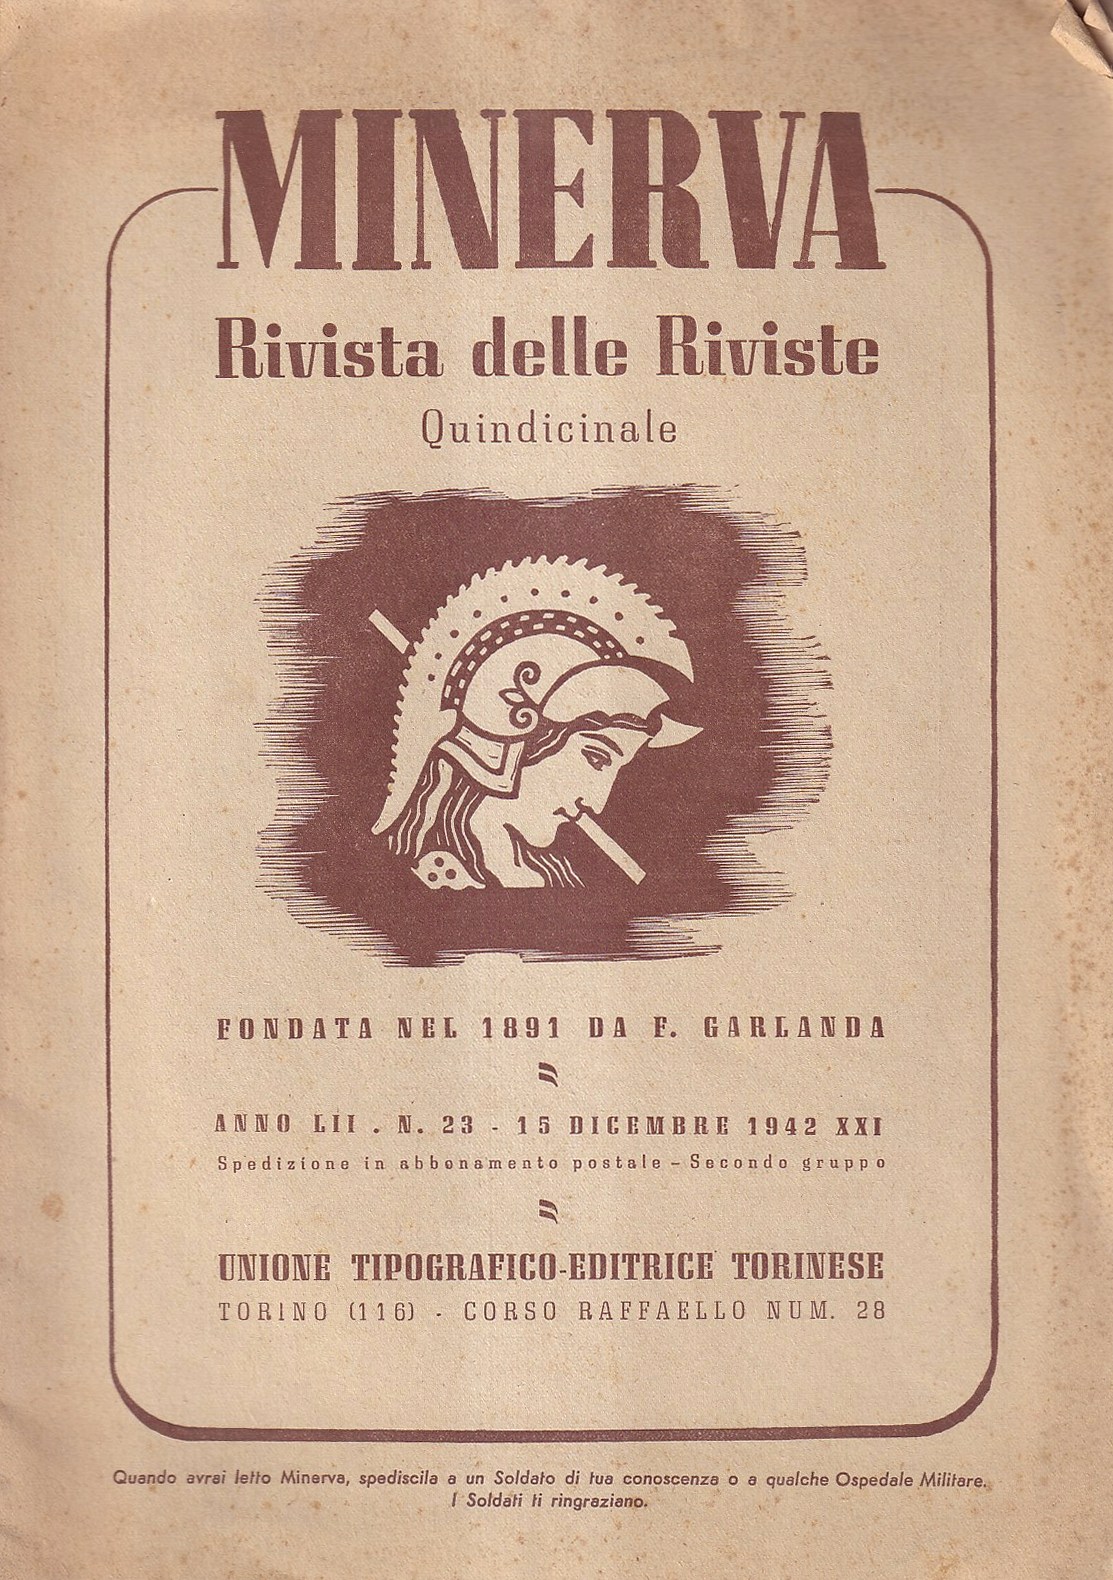 MINERVA
Rivista delle Riviste
Quindicinale
FONDATA NEL 1891 DA F. GARLANDA
ANNO LII . N. 23 - 15 DICEMBRE 1942 XXI
Spedizione in abbonamento postale - Secondo gruppo
UNIONE TIPOGRAFICO-EDITRICE TORINESE
TORINO (116) - CORSO RAFFAELLO NUM. 28
Quando avrai letto Minerva, spediscila a un Soldato di tua conoscenza o a qualche Ospedale Militare.
I Soldati ti ringraziano.